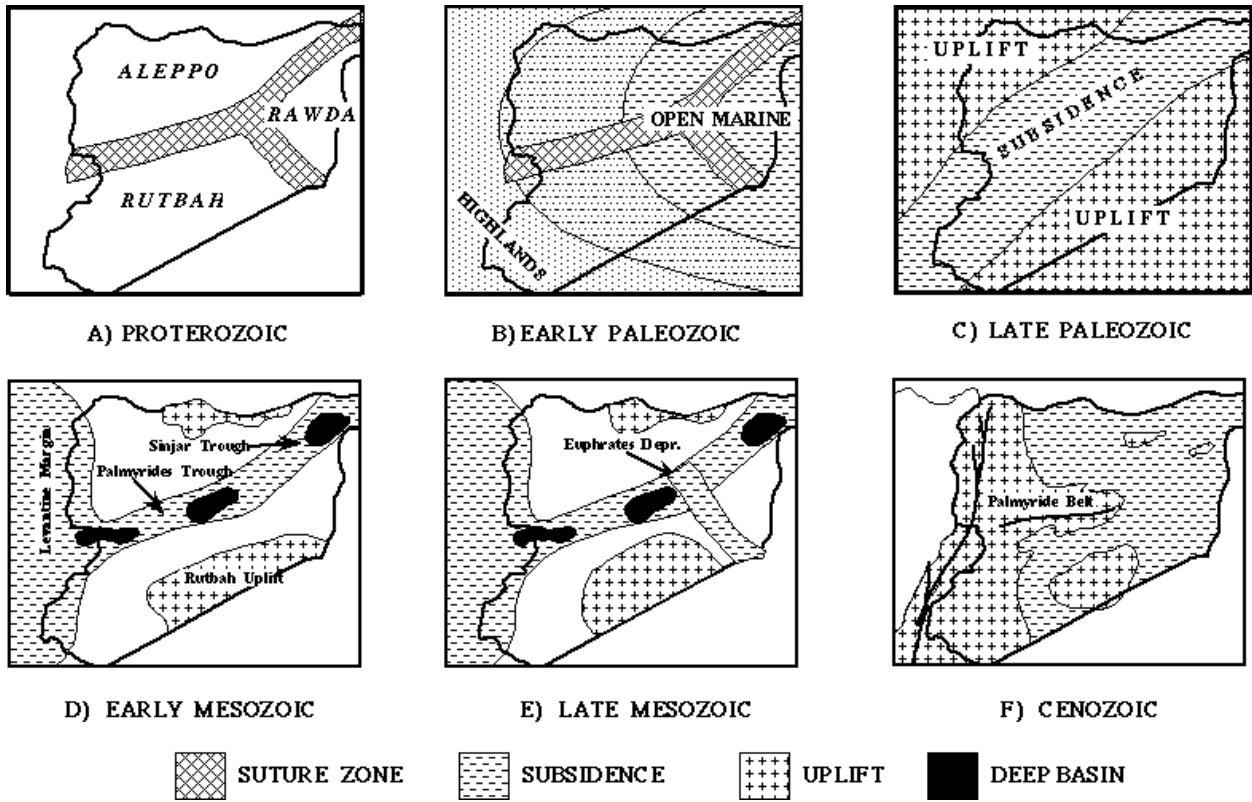 ALEPPO
RAWDA
RUTBAH
A) PROTEROZOIC
OPEN MARINE
HIGHLANDS
B) EARLY PALEOZOIC
UPLIFT
SUBSIDENCE
UPLIFT
C) LATE PALEOZOIC
Levantine Margin
Sinjar Trough
Palmyrides Trough
Rutbah Uplift
D) EARLY MESOZOIC
Euphrates Depr.
E) LATE MESOZOIC
Palmyride Belt
F) CENOZOIC
SUTURE ZONE
SUBSIDENCE
UPLIFT
DEEP BASIN